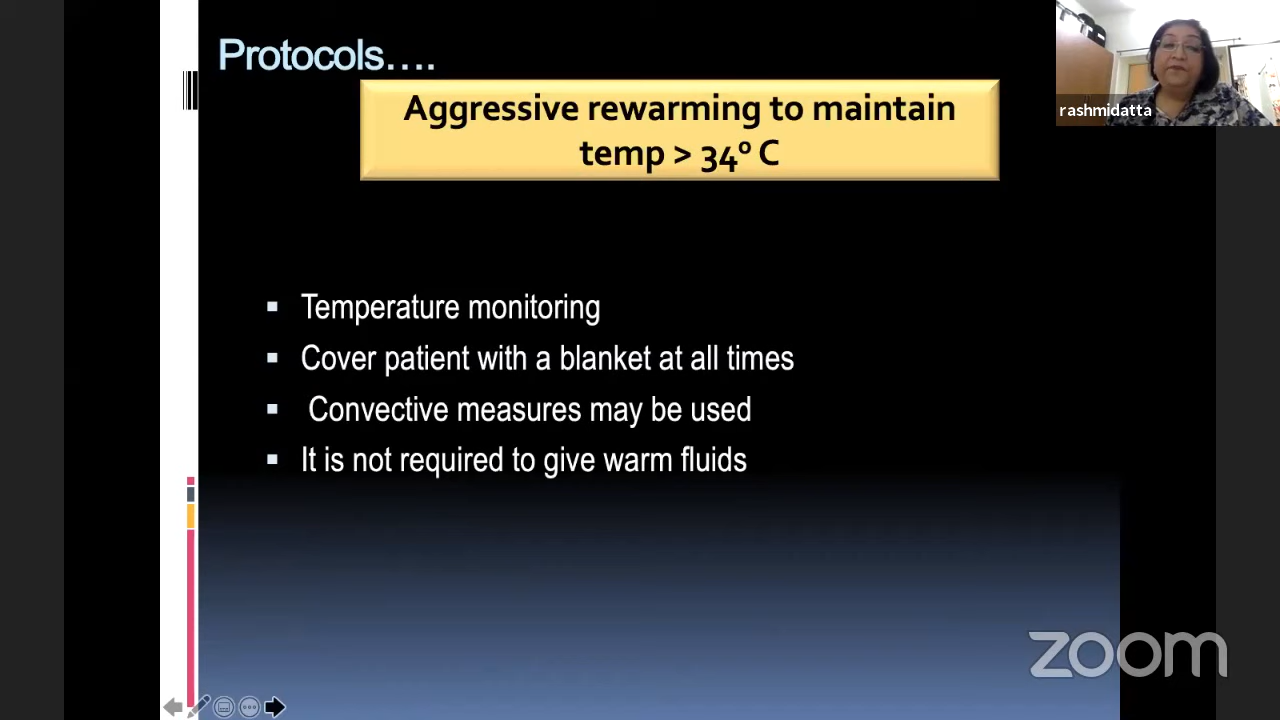 Protocols….
Aggressive rewarming to maintain
temp > 34⁰ C
rashmidatta
Temperature monitoring
Cover patient with a blanket at all times
Convective measures may be used
It is not required to give warm fluids
zoom